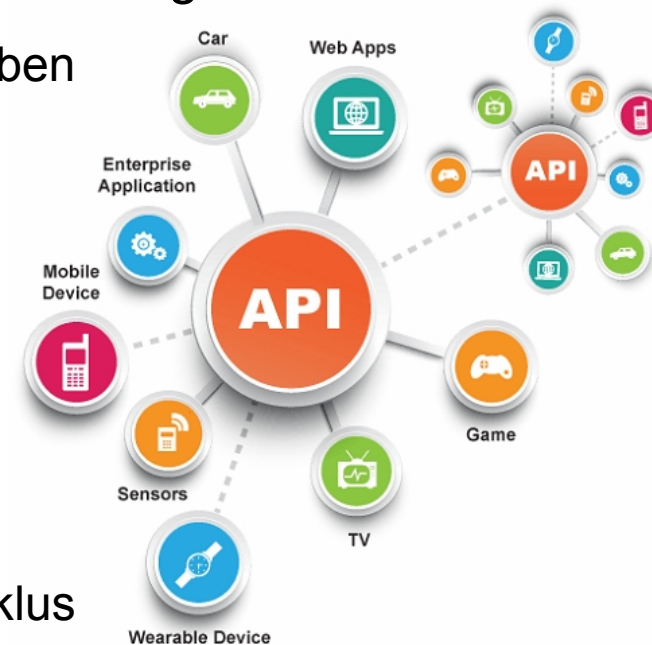 g
Car
Web Apps
ben
API
Enterprise
Application
Mobile
Device
API
Game
Sensors
TV
klus
Wearable Device